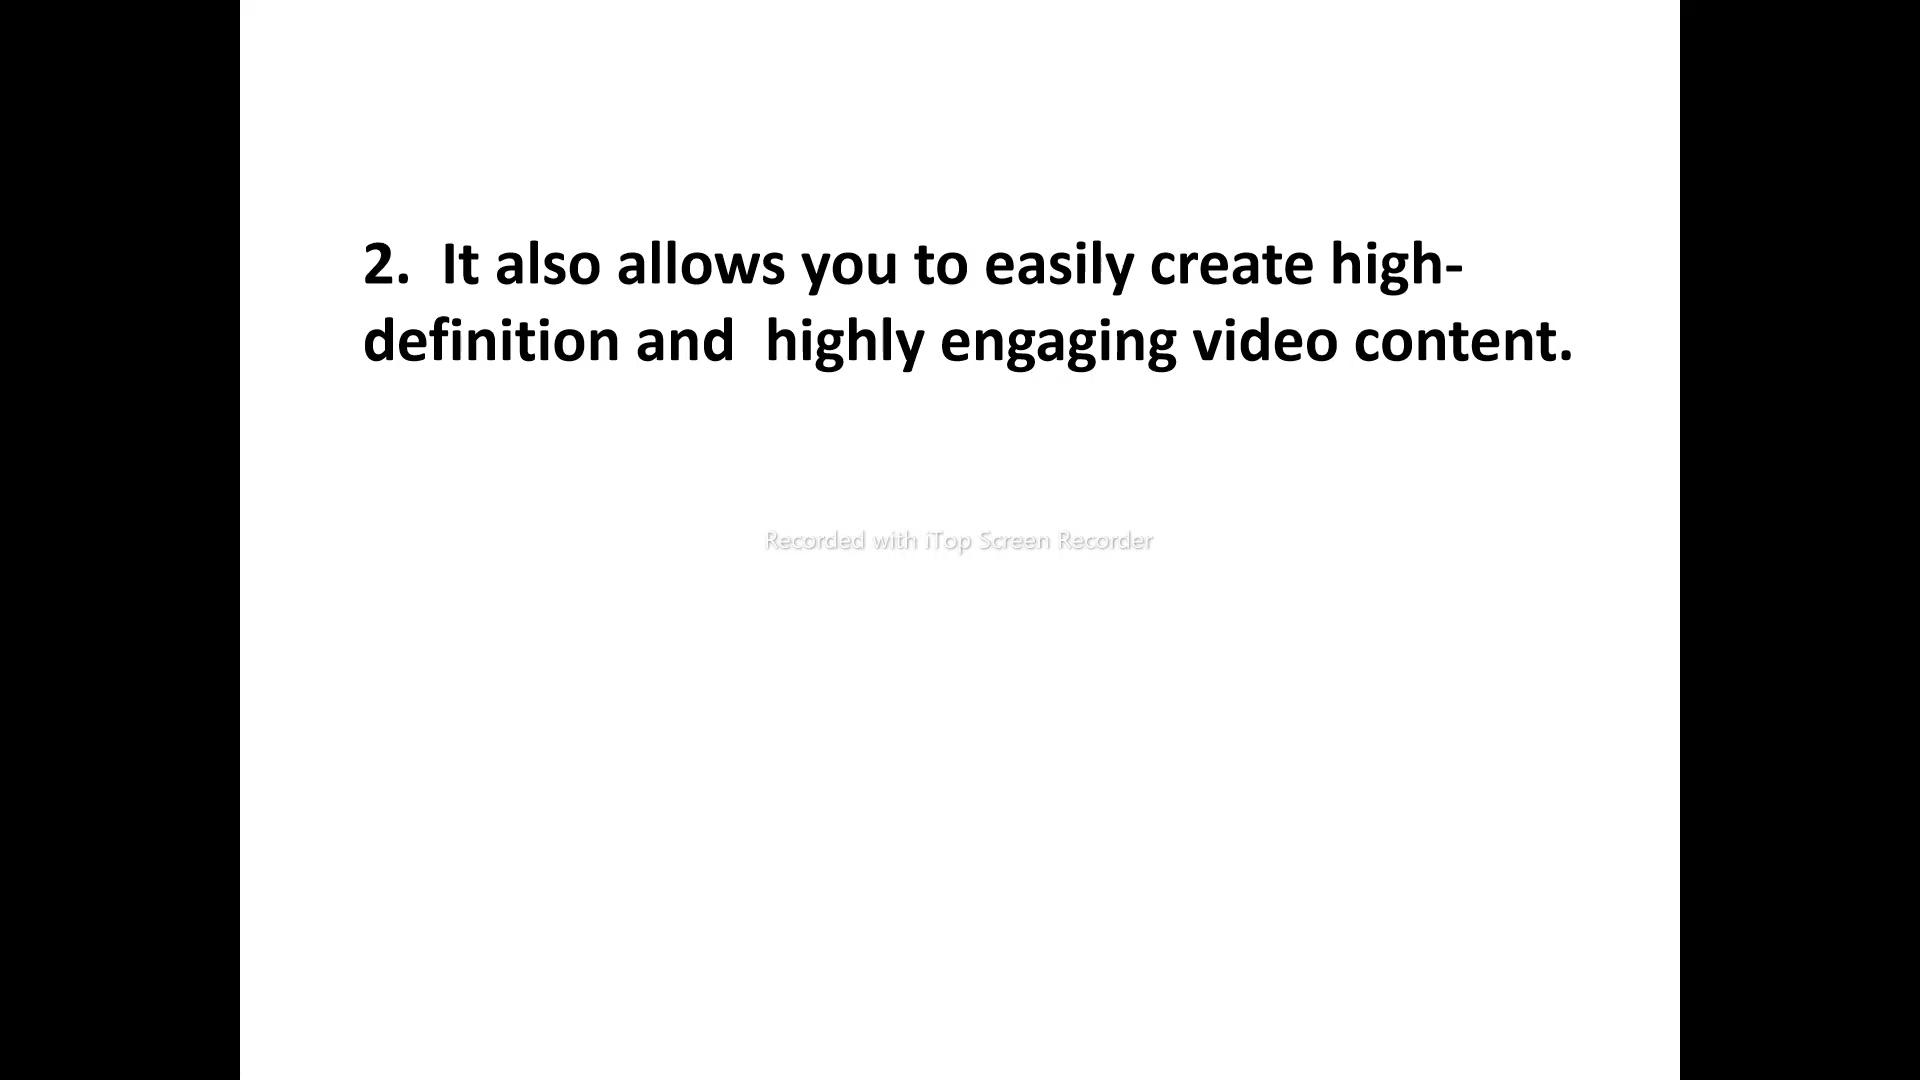 2.  It also allows you to easily create high-
definition and  highly engaging video content.
Recorded with iTop Screen Recorder